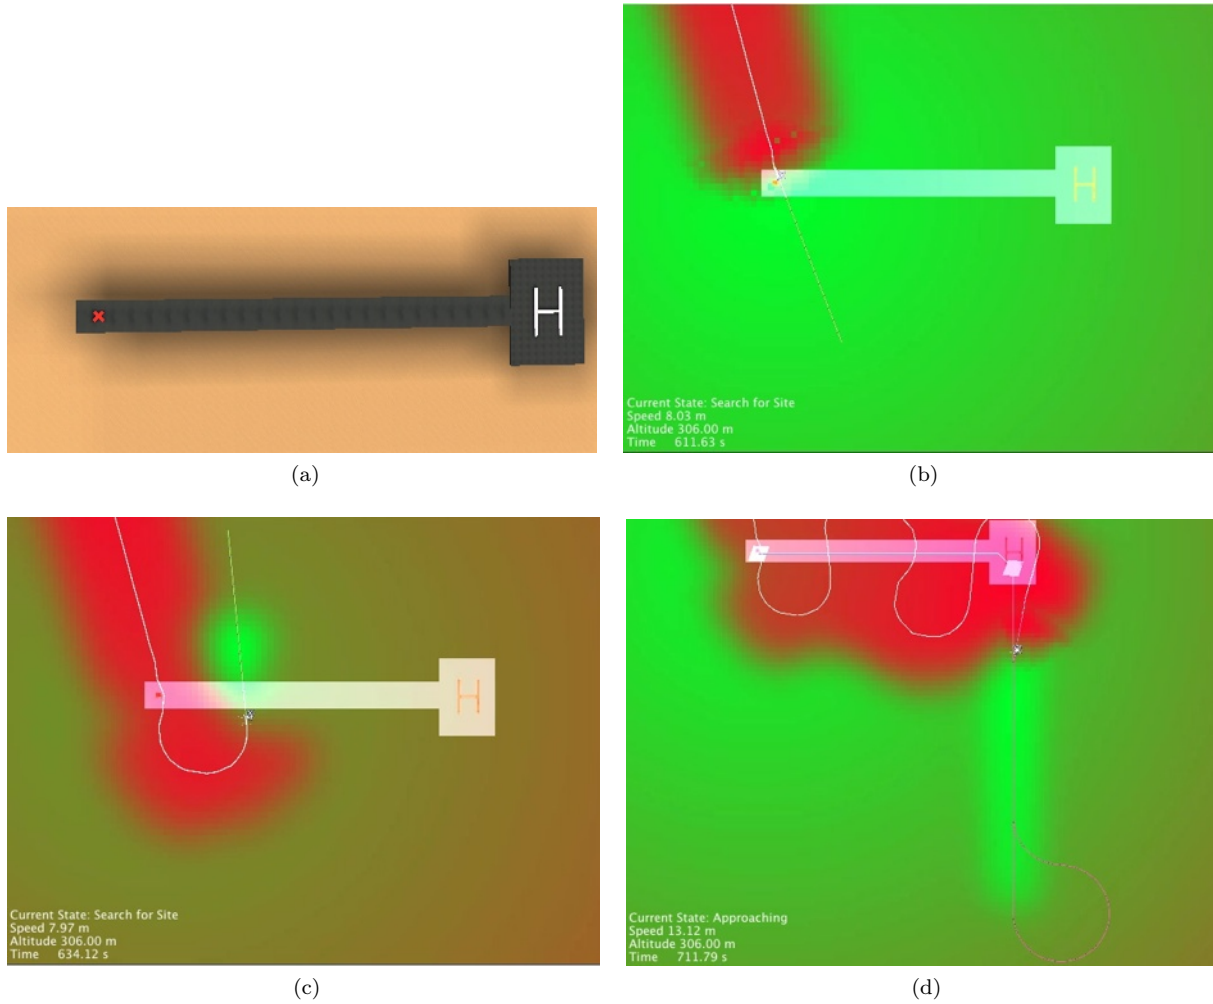 H
H
Current State: Search for Site
Speed 8.03 m
Altitude 306.00 m
Time 611.63 s
(a)
(b)
H
Current State: Search for Site
Speed 7.97 m
Altitude 306.00 m
Time 634.12 s
H
Current State: Approaching
Speed 13.12 m
Altitude 306.00 m
Time 711.79 s
(c)
(d)